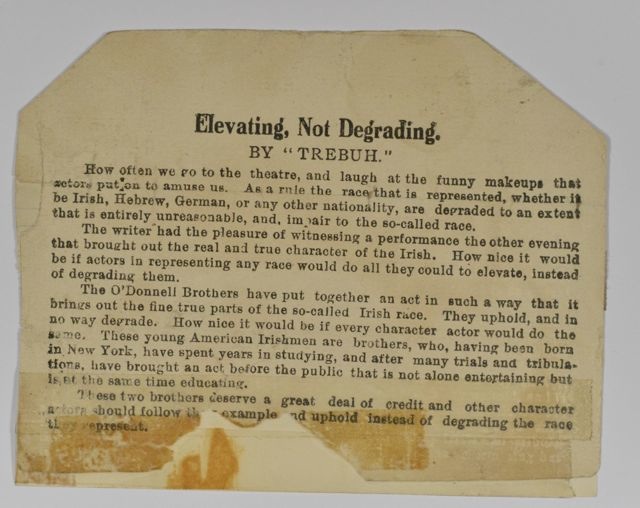 Elevating, Not Degrading.
BY "TREBUH."
How often we go to the theatre, and laugh at the funny makeups that
actors put on to amuse us. As a rule the race that is represented, whether it
be Irish, Hebrew, German, or any other nationality, are degraded to an extent
that is entirely unreasonable, and, impair to the so-called race.
The writer had the pleasure of witnessing a performance the other evening
that brought out the real and true character of the Irish. How nice it would
be if actors in representing any race would do all they could to elevate, instead
of degrading them.
The O'Donnell Brothers have put together an act in such a way that it
brings out the fine true parts of the so-called Irish race. They uphold, and in
no way degrade. How nice it would be if every character actor would do the
same. These young American Irishmen are brothers, who, having been born
in New York, have spent years in studying, and after many trials and tribula-
tions, have brought an act before the public that is not alone entertaining but
is, at the same time educating.
These two brothers deserve a great deal of credit and other character
actors should follow example and uphold instead of degrading the race
they represent.